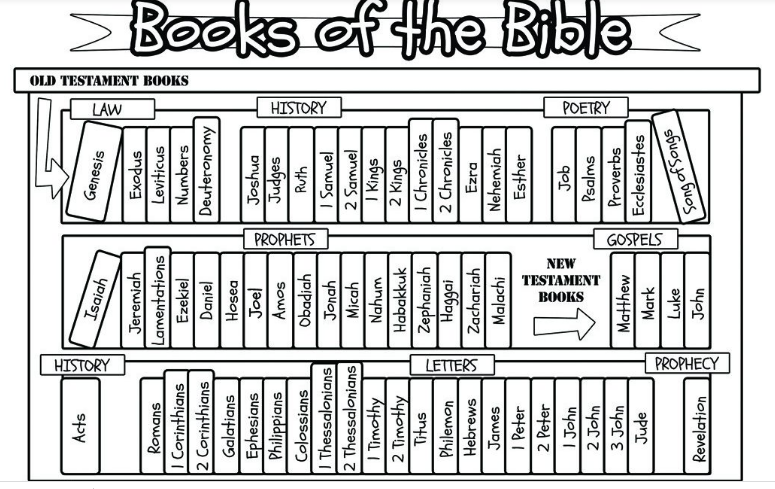 Books of the Bible
OLD TESTAMENT BOOKS
LAW
HISTORY
POETRY
Genesis
Exodus
Leviticus
Numbers
Deuteronomy
Joshua
Judges
Ruth
1 Samuel
2 Samuel
1 Kings
2 Kings
1 Chronicles
2 Chronicles
Ezra
Nehemiah
Esther
Job
Psalms
Proverbs
Ecclesiastes
Song of Songs
PROPHETS
GOSPELS
Isaiah
Jeremiah
Lamentations
Ezekiel
Daniel
Hosea
Joel
Amos
Obadiah
Jonah
Micah
Nahum
Habakkuk
Zephaniah
Haggai
Zachariah
Malachi
NEW
TESTAMENT
BOOKS
Matthew
Mark
Luke
John
HISTORY
LETTERS
PROPHECY
Acts
Romans
1 Corinthians
2 Corinthians
Galatians
Ephesians
Philippians
Colossians
1 Thessalonians
2 Thessalonians
1 Timothy
2 Timothy
Titus
Philemon
Hebrews
James
1 Peter
2 Peter
1 John
2 John
3 John
Jude
Revelation